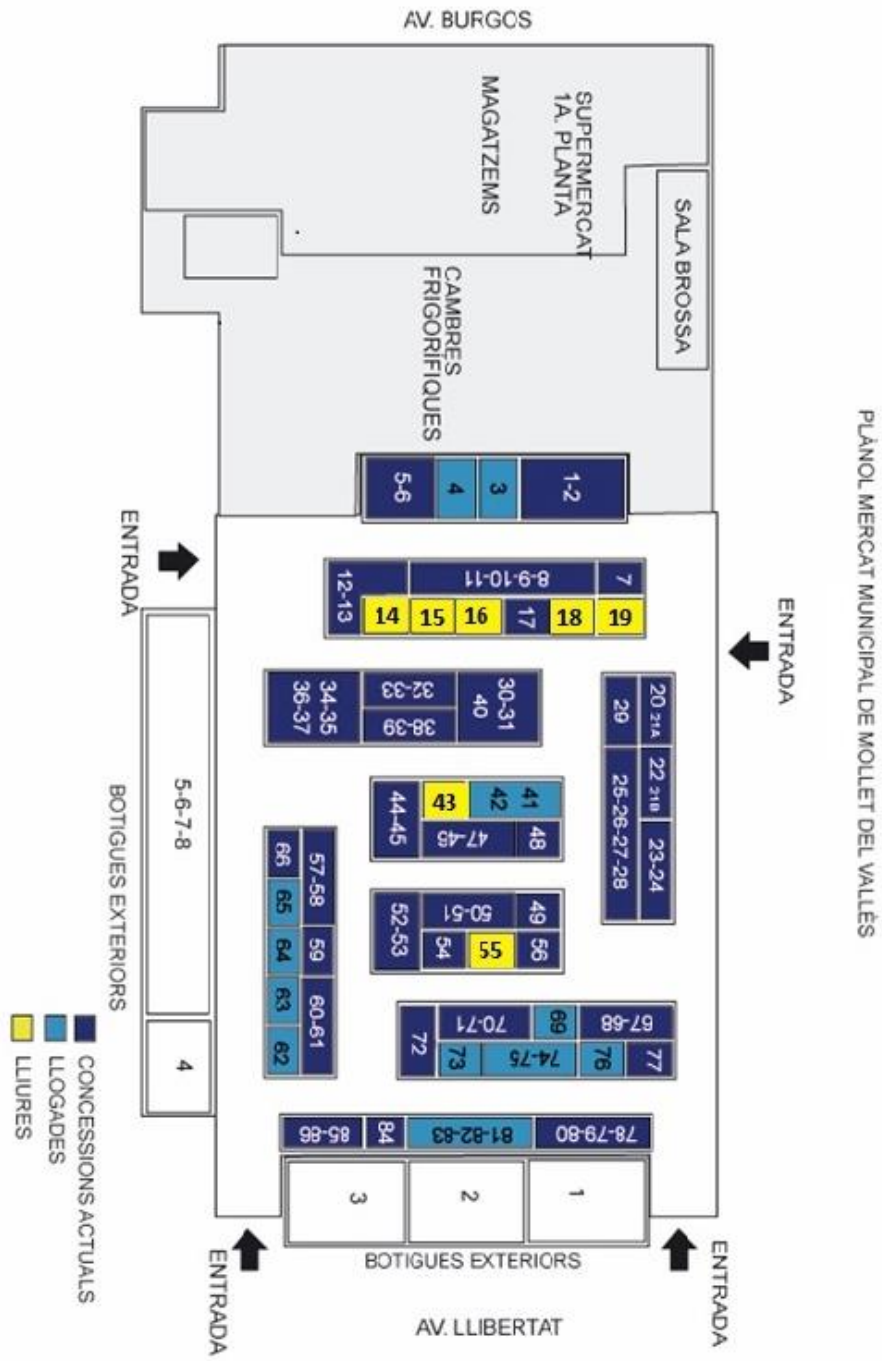 PLÀNOL MERCAT MUNICIPAL DE MOLLET DEL VALLÈS
AV. BURGOS
SUPERMERCAT
1A. PLANTA
MAGATZEMS
SALA BROSSA
CAMBRES
FRIGORÍFIQUES
5-6
4
3
1-2
ENTRADA
ENTRADA
12-13
8-9-10-11
7
14
15
16
17
18
19
34-35
36-37
32-33
38-39
30-31
40
29
20 21A
22 21B
25-26-27-28
23-24
44-45
43
42
41
47-46
48
52-53
50-51
49
54
55
56
66
57-58
65
64
59
63
60-61
62
72
70-71
69
67-68
73
74-75
76
77
85-86
84
81-82-83
78-79-80
5-6-7-8
4
BOTIGUES EXTERIORS
3
2
1
BOTIGUES EXTERIORS
ENTRADA
ENTRADA
AV. LLIBERTAT
CONCESSIONS ACTUALS
LLOGADES
LLIURES